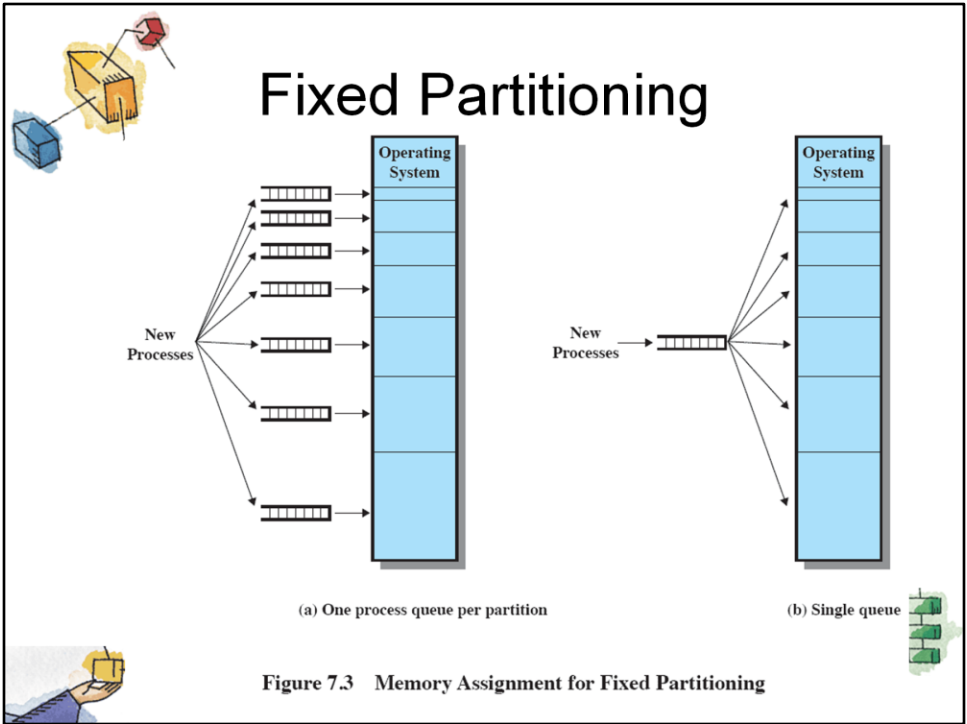 Fixed Partitioning
Operating
System
New
Processes
(a) One process queue per partition
Operating
System
New
Processes
(b) Single queue
Figure 7.3 Memory Assignment for Fixed Partitioning